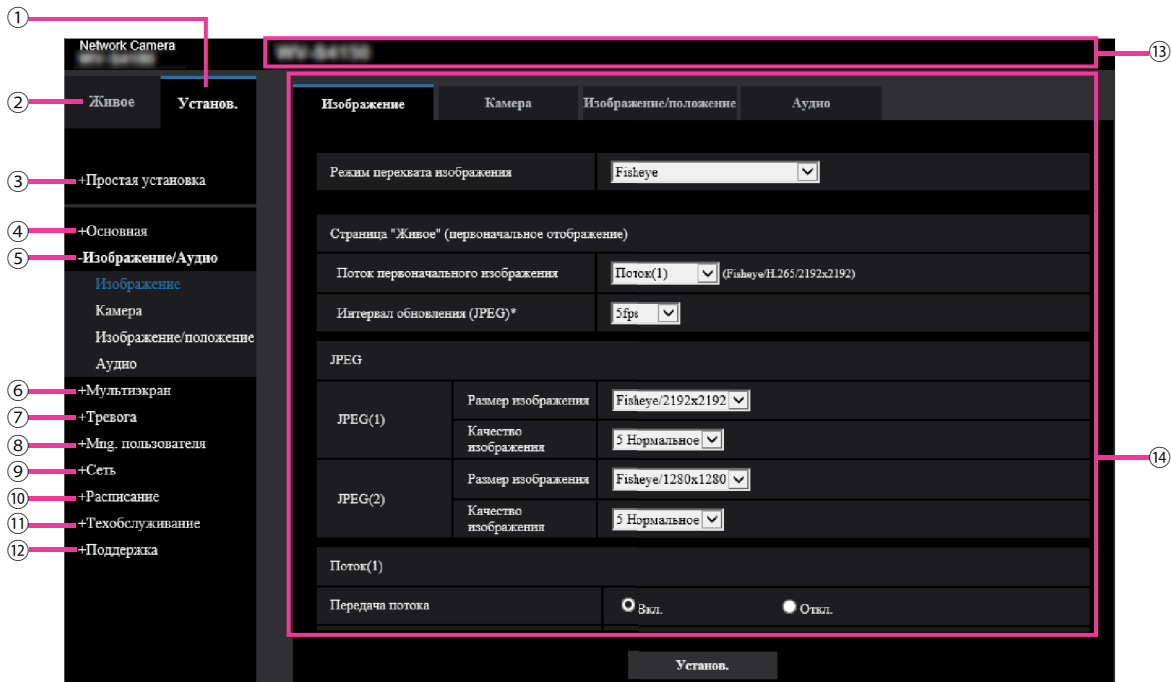 ①
Network Camera
⑬
② Живое Установ.
Изображение Камера Изображение/положение Аудио
Режим перехвата изображения Fisheye
③ +Простая установка
④ +Основная
Страница "Живое" (первоначальное отображение)
⑤ -Изображение/Аудио
Изображение
Поток первоначального изображения Поток(1) (Fisheye/H.265/2192x2192)
Камера
Интервал обновления (JPEG)* 5fps
Изображение/положение
Аудио
JPEG
⑥ +Мультиэкран
⑦ +Тревога
JPEG(1) Размер изображения Fisheye/2192x2192
Качество изображения 5 Нормальное
⑧ +Mng. пользователя
⑭
⑨ +Сеть
JPEG(2) Размер изображения Fisheye/1280x1280
⑩ +Расписание
Качество изображения 5 Нормальное
⑪ +Техобслуживание
⑫ +Поддержка
Поток(1)
Передача потока Вкл. Откл.
Установ.